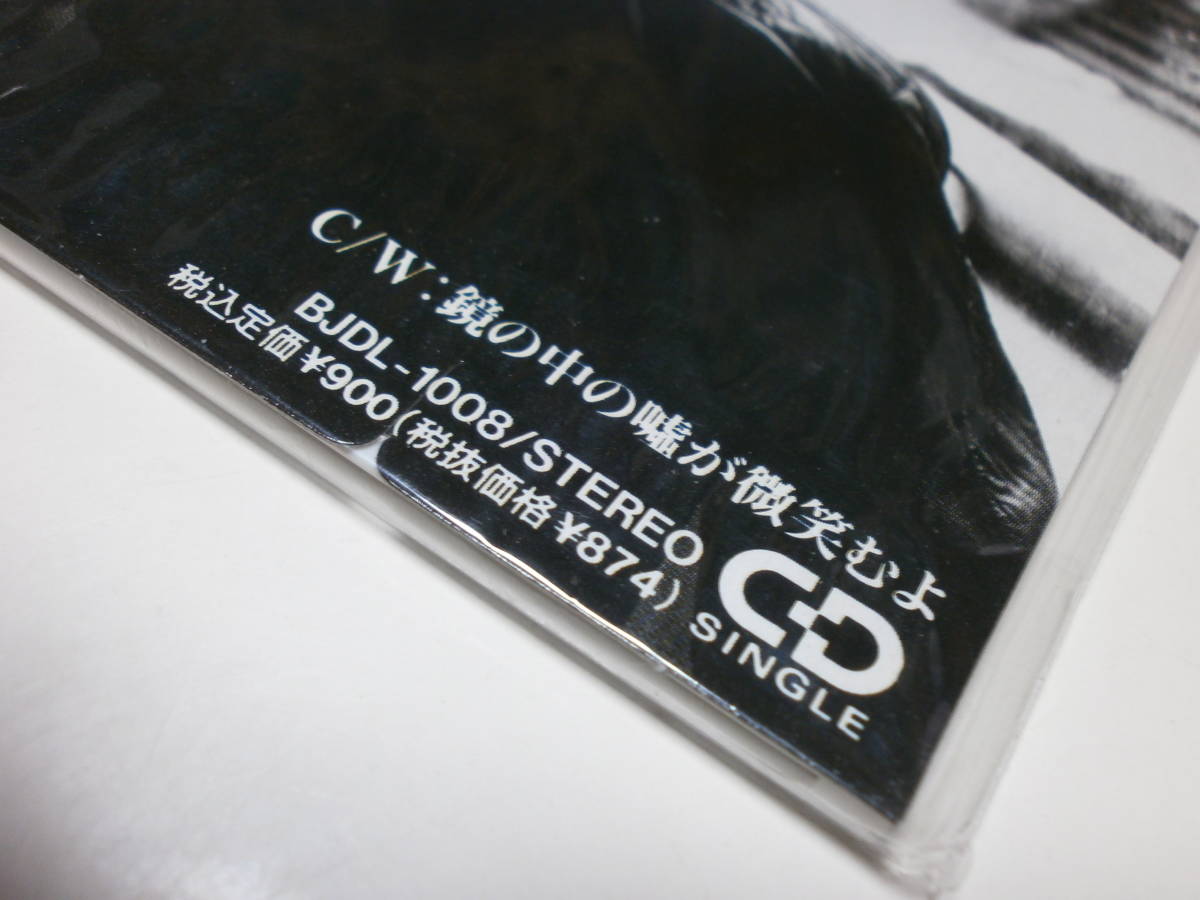 C/W:鏡の中の嘘が微笑むよ
BJDL-1008/STEREO
税込定価¥900(税抜価格¥874)
CD
SINGLE